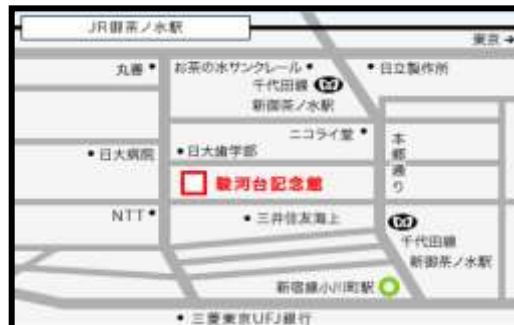 JR御茶ノ水駅
東京→
丸善
お茶の水サンクレール
日立製作所
千代田線
新御茶ノ水駅
ニコライ堂
本郷通り
日大病院
日大歯学部
駿河台記念館
NTT
三井住友海上
千代田線
新御茶ノ水駅
新宿線小川町駅
三菱東京UFJ銀行